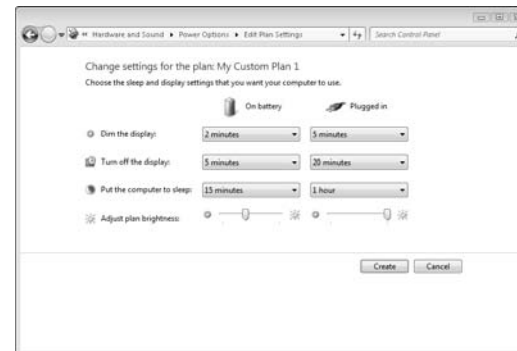 « Hardware and Sound ▸ Power Options ▸ Edit Plan Settings
Search Control Panel
Change settings for the plan: My Custom Plan 1
Choose the sleep and display settings that you want your computer to use.
On battery Plugged in
Dim the display: 2 minutes 5 minutes
Turn off the display: 5 minutes 20 minutes
Put the computer to sleep: 15 minutes 1 hour
Adjust plan brightness:
Create Cancel